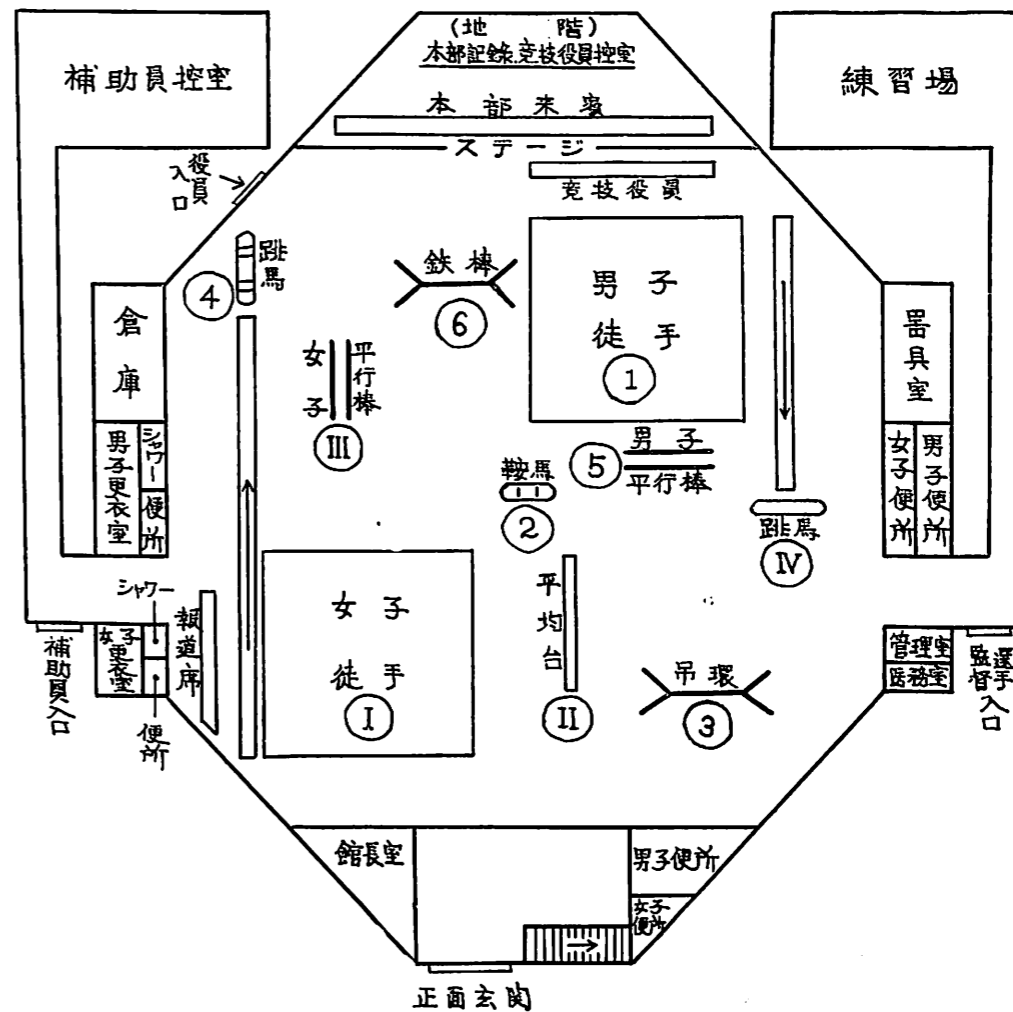 (地 階)
本部記録.競技役員控室
補助員控室
練習場
本部来賓
ステージ
競技役員
役員
入口
跳馬
④
鉄棒
⑥
男子
徒手
①
倉庫
器具室
女子
平行棒
Ⅲ
男子
⑤
平行棒
鞍馬
②
跳馬
Ⅳ
男子更衣室
シャワー
便所
女子便所
男子便所
シャワー
報道席
女子
更衣室
便所
補助員入口
女子
徒手
Ⅰ
平均台
Ⅱ
吊環
③
管理室
医務室
選手
監督
入口
館長室
男子便所
女子
便所
正面玄関